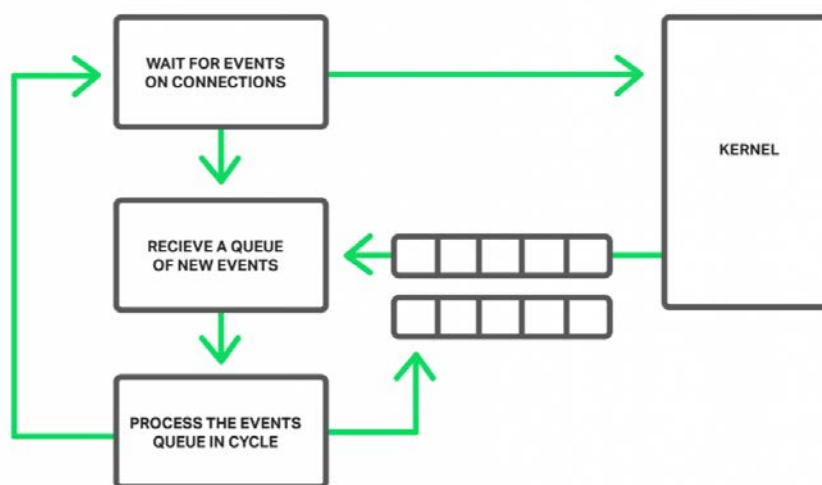 WAIT FOR EVENTS
ON CONNECTIONS
KERNEL
RECIEVE A QUEUE
OF NEW EVENTS
PROCESS THE EVENTS
QUEUE IN CYCLE